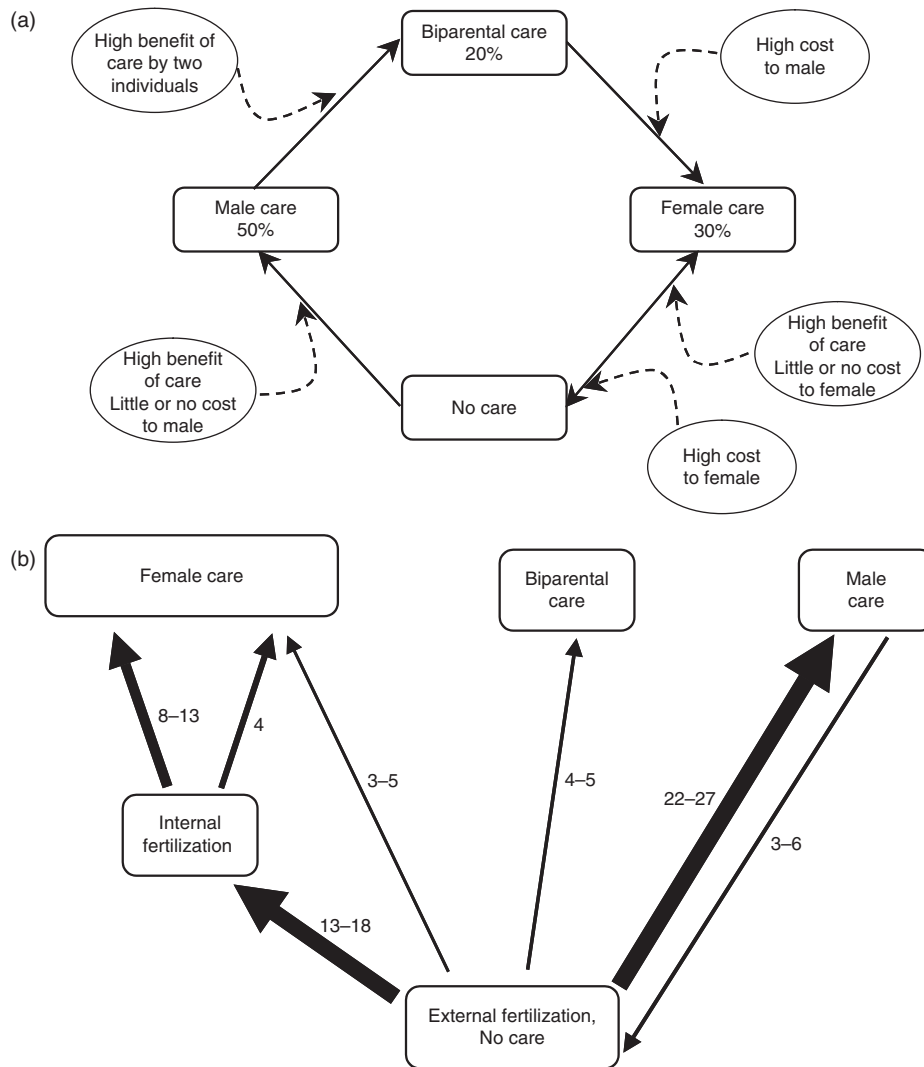 (a)
High benefit of
care by two
individuals
Biparental care
20%
High cost
to male
Male care
50%
Female care
30%
High benefit
of care
Little or no cost
to male
No care
High benefit
of care
Little or no cost
to female
High cost
to female
(b)
Female care
Biparental
care
Male
care
8–13
4
3–5
4–5
22–27
3–6
Internal
fertilization
13–18
External fertilization,
No care